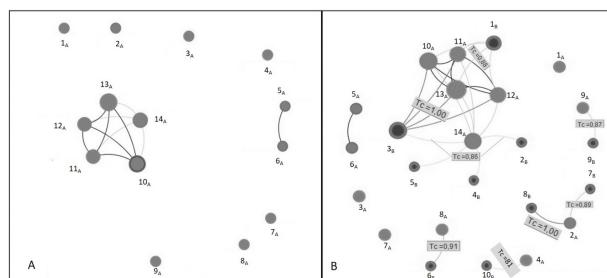 1A
2A
3A
4A
13A
5A
12A
14A
11A
10A
6A
7A
8A
9A
A
1B
10A
11A
Tc=0,86
1A
13A
12A
5A
9A
Tc=1,00
Tc=0,87
3B
14A
Tc=0,86
2B
9B
6A
7B
5B
4B
8B
Tc=0,89
3A
Tc=1,00
2A
8A
7A
Tc=0,91
4A
6B
10B
Tc=81
B